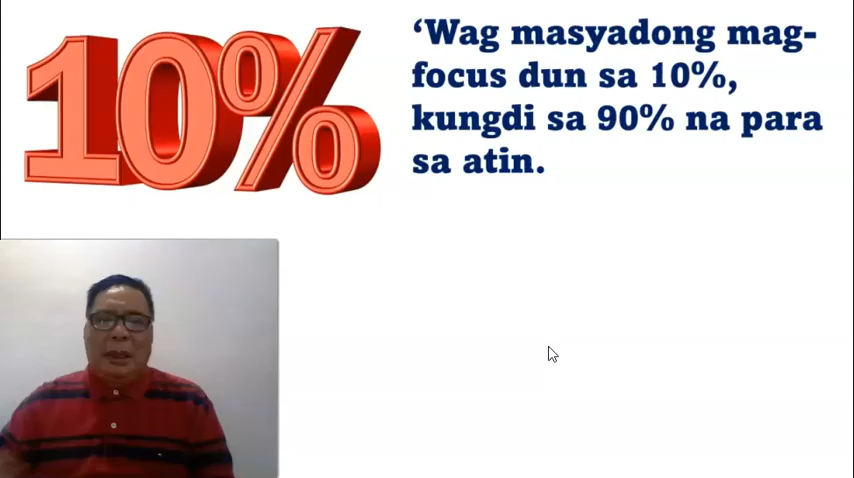 10%
‘Wag masyadong mag-
focus dun sa 10%,
kungdi sa 90% na para
sa atin.